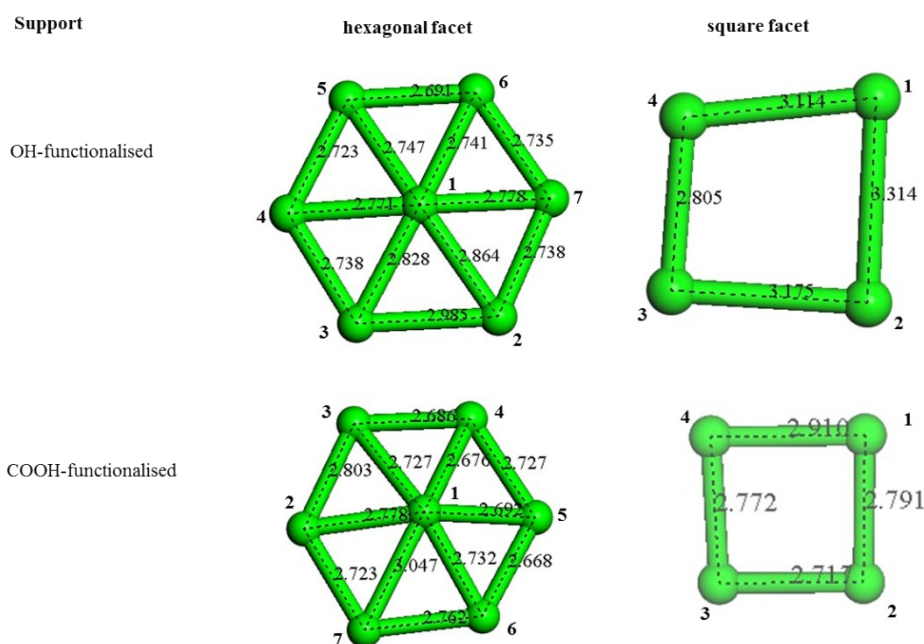 Support hexagonal facet square facet
5 6
2.691
4 1
3.114
OH-functionalised
2.723 2.747 2.741 2.735
1
4 2.771 2.778 7
2.805 3.314
2.738 2.828 2.864 2.738
3 2.985 2
3 3.175 2
3 4
2.686
4 2.910 1
COOH-functionalised
2.803 2.727 2.676 2.727
2 1
2.778 2.692 5
2.772 2.791
2.723 3.047 2.732 2.668
7 2.762 6
3 2.717 2